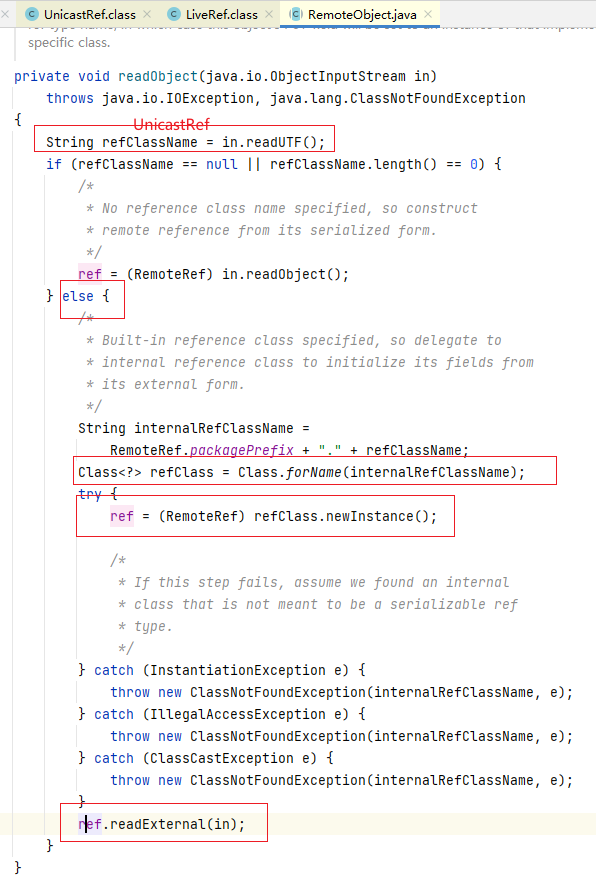 UnicastRef.class × LiveRef.class × RemoteObject.java ×
specific class.
private void readObject(java.io.ObjectInputStream in)
throws java.io.IOException, java.lang.ClassNotFoundException
{
UnicastRef
String refClassName = in.readUTF();
if (refClassName == null || refClassName.length() == 0) {
/*
* No reference class name specified, so construct
* remote reference from its serialized form.
*/
ref = (RemoteRef) in.readObject();
} else {
/*
* Built-in reference class specified, so delegate to
* internal reference class to initialize its fields from
* its external form.
*/
String internalRefClassName =
RemoteRef.packagePrefix + "." + refClassName;
Class<?> refClass = Class.forName(internalRefClassName);
try {
ref = (RemoteRef) refClass.newInstance();
/*
* If this step fails, assume we found an internal
* class that is not meant to be a serializable ref
* type.
*/
} catch (InstantiationException e) {
throw new ClassNotFoundException(internalRefClassName, e);
} catch (IllegalAccessException e) {
throw new ClassNotFoundException(internalRefClassName, e);
} catch (ClassCastException e) {
throw new ClassNotFoundException(internalRefClassName, e);
}
ref.readExternal(in);
}
}